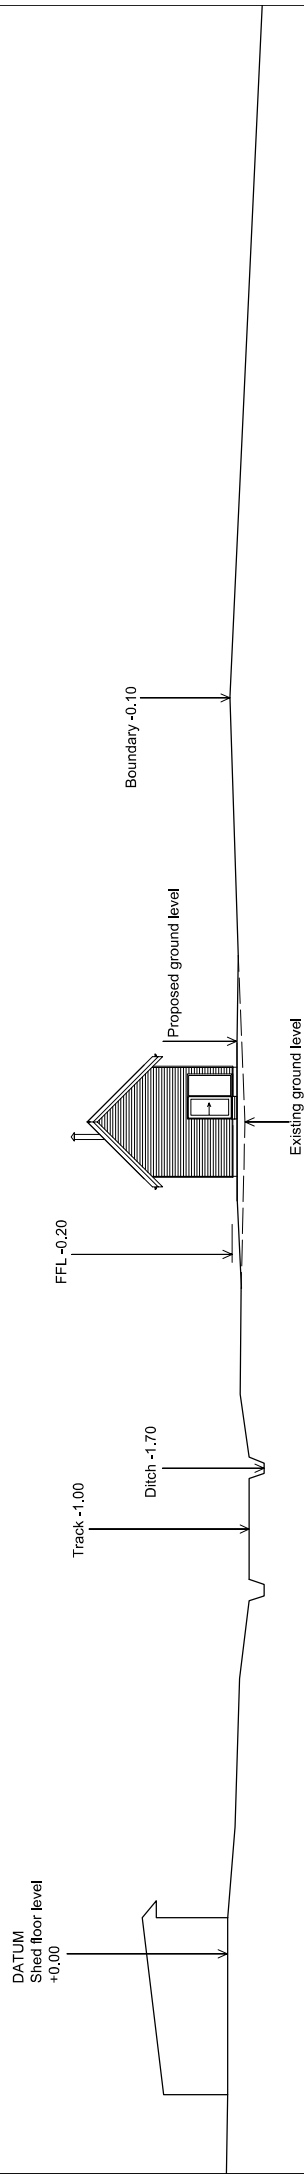 DATUM
Shed floor level
+0.00
Track -1.00
Ditch -1.70
FFL -0.20
Existing ground level
Proposed ground level
Boundary -0.10